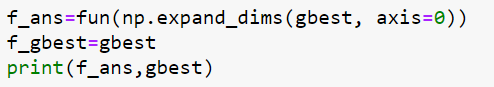 f_ans=fun(np.expand_dims(gbest, axis=0))
f_gbest=gbest
print(f_ans,gbest)